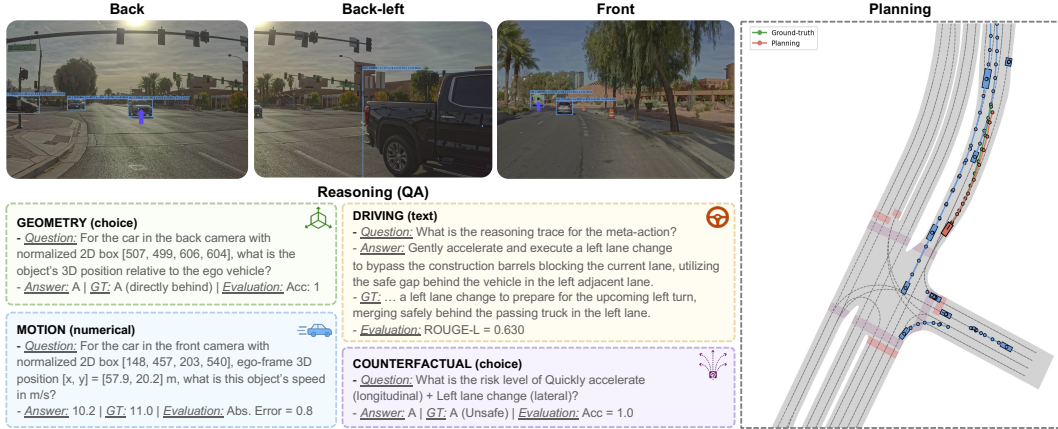 Back
Back-left
Front
Planning
Ground-truth
Planning
Reasoning (QA)
GEOMETRY (choice)
- Question: For the car in the back camera with
normalized 2D box [507, 499, 606, 604], what is the
object's 3D position relative to the ego vehicle?
- Answer: A | GT: A (directly behind) | Evaluation: Acc: 1
MOTION (numerical)
- Question: For the car in the front camera with
normalized 2D box [148, 457, 203, 540], ego-frame 3D
position [x, y] = [57.9, 20.2] m, what is this object's speed
in m/s?
- Answer: 10.2 | GT: 11.0 | Evaluation: Abs. Error = 0.8
DRIVING (text)
- Question: What is the reasoning trace for the meta-action?
- Answer: Gently accelerate and execute a left lane change
to bypass the construction barrels blocking the current lane, utilizing
the safe gap behind the vehicle in the left adjacent lane.
- GT: ... a left lane change to prepare for the upcoming left turn,
merging safely behind the passing truck in the left lane.
- Evaluation: ROUGE-L = 0.630
COUNTERFACTUAL (choice)
- Question: What is the risk level of Quickly accelerate
(longitudinal) + Left lane change (lateral)?
- Answer: A | GT: A (Unsafe) | Evaluation: Acc = 1.0